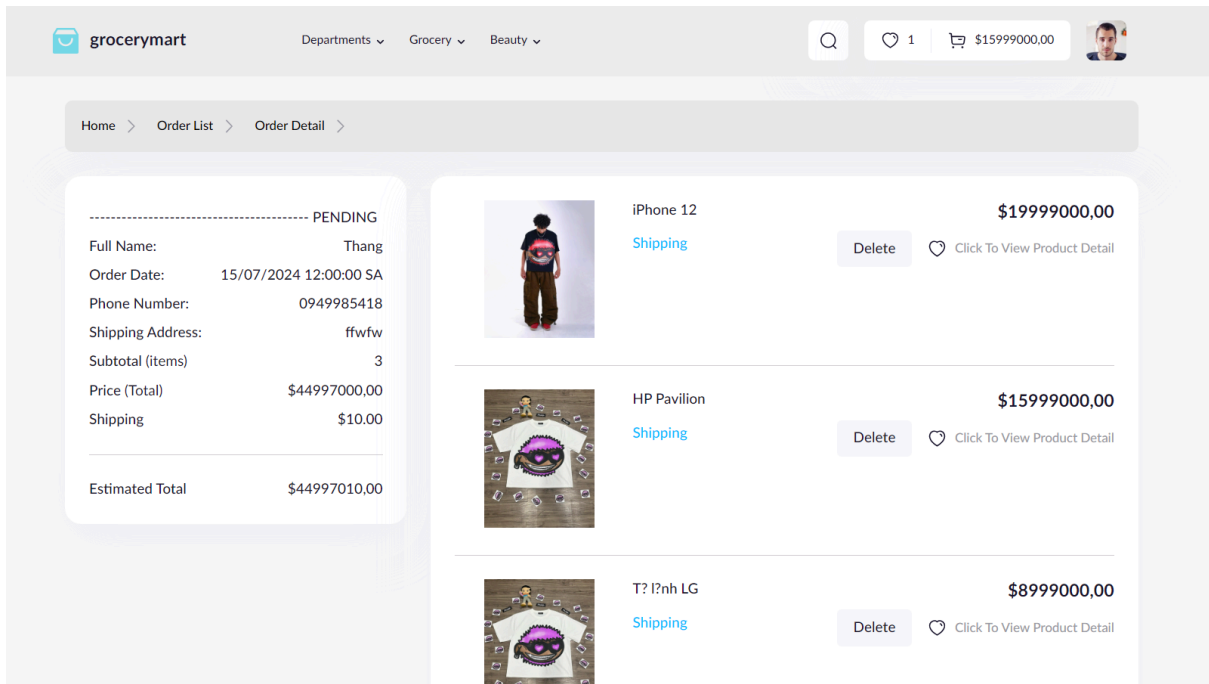 grocerymart
Departments
Grocery
Beauty
1
$15999000,00
Home
Order List
Order Detail
---------------------------------------- PENDING
Full Name: Thang
Order Date: 15/07/2024 12:00:00 SA
Phone Number: 0949985418
Shipping Address: ffwfw
Subtotal (items) 3
Price (Total) $44997000,00
Shipping $10.00
Estimated Total $44997010,00
iPhone 12
$19999000,00
Shipping
Delete
Click To View Product Detail
HP Pavilion
$15999000,00
Shipping
Delete
Click To View Product Detail
T? l?nh LG
$8999000,00
Shipping
Delete
Click To View Product Detail